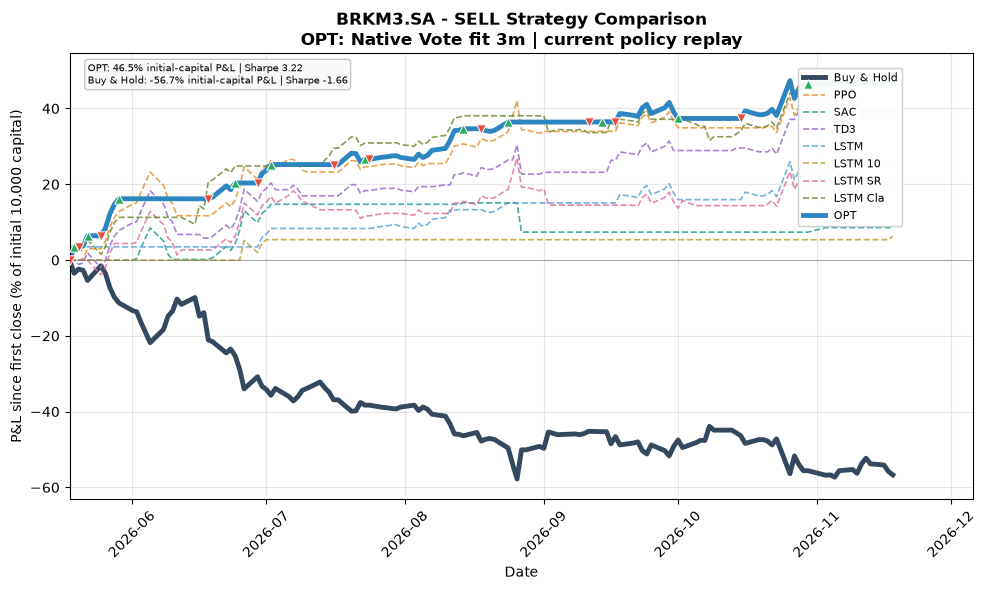 BRKM3.SA - SELL Strategy Comparison
OPT: Native Vote fit 3m | current policy replay
OPT: 46.5% initial-capital P&L | Sharpe 3.22
Buy & Hold: -56.7% initial-capital P&L | Sharpe -1.66
Buy & Hold
PPO
SAC
TD3
LSTM
LSTM 10
LSTM SR
LSTM Cla
OPT
P&L since first close (% of initial 10,000 capital)
40
20
0
−20
−40
−60
2026-06
2026-07
2026-08
2026-09
2026-10
2026-11
2026-12
Date